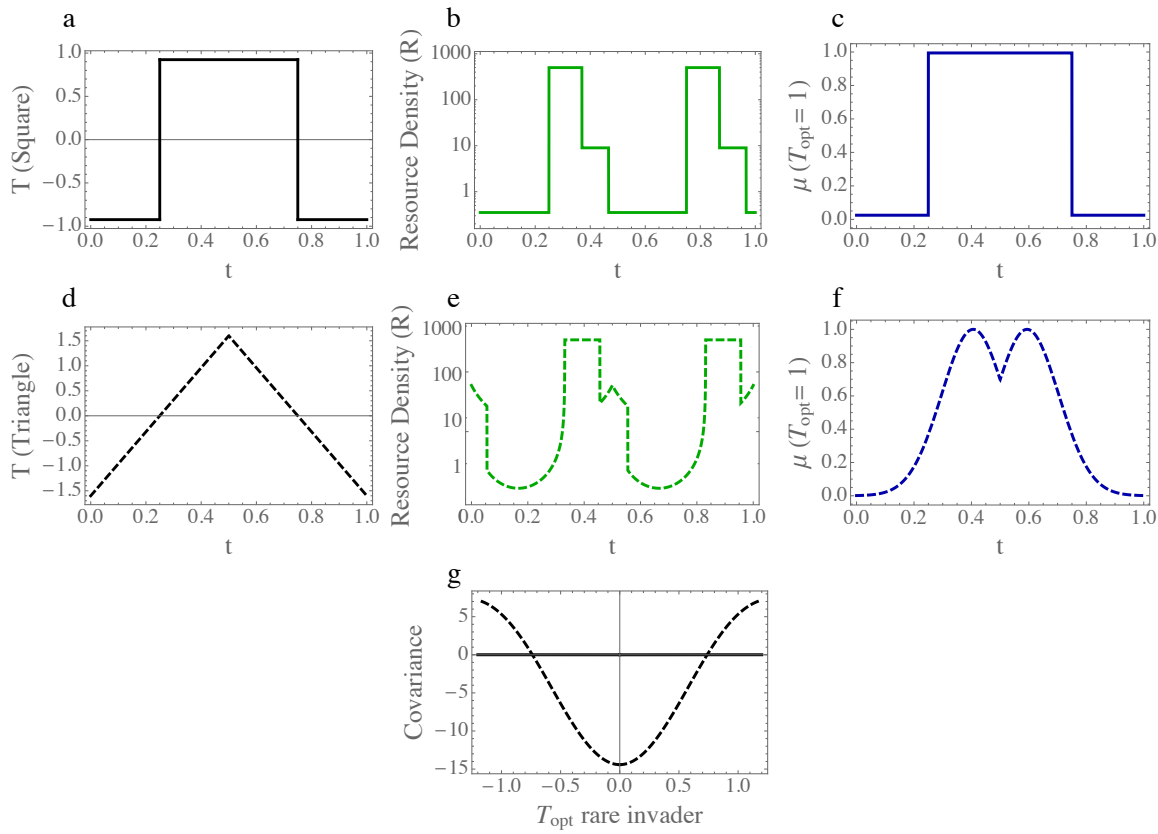 a
b
c
T (Square)
1.0
0.5
0.0
−0.5
−1.0
0.0 0.2 0.4 0.6 0.8 1.0
t
Resource Density (R)
1000
100
10
1
0.0 0.2 0.4 0.6 0.8 1.0
t
μ (Topt= 1)
1.0
0.8
0.6
0.4
0.2
0.0
0.0 0.2 0.4 0.6 0.8 1.0
t
d
e
f
T (Triangle)
1.5
1.0
0.5
0.0
−0.5
−1.0
−1.5
0.0 0.2 0.4 0.6 0.8 1.0
t
Resource Density (R)
1000
100
10
1
0
0.0 0.2 0.4 0.6 0.8 1.0
t
μ (Topt= 1)
1.0
0.8
0.6
0.4
0.2
0.0
0.0 0.2 0.4 0.6 0.8 1.0
t
g
Covariance
5
0
−5
−10
−15
−1.0 −0.5 0.0 0.5 1.0
Topt rare invader